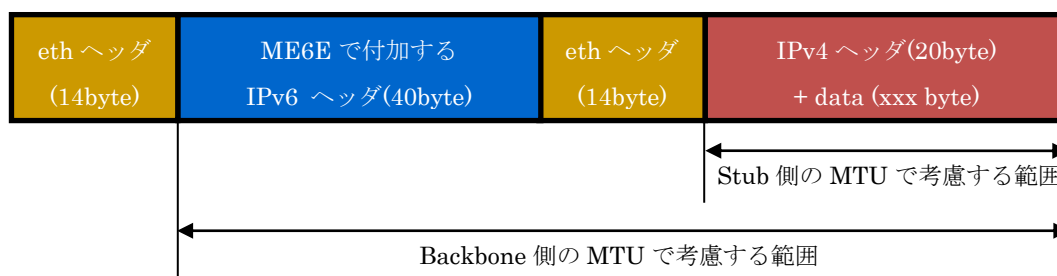 eth ヘッダ
(14byte)
ME6E で付加する
IPv6 ヘッダ(40byte)
eth ヘッダ
(14byte)
IPv4 ヘッダ(20byte)
+ data (xxx byte)
Stub 側の MTU で考慮する範囲
Backbone 側の MTU で考慮する範囲